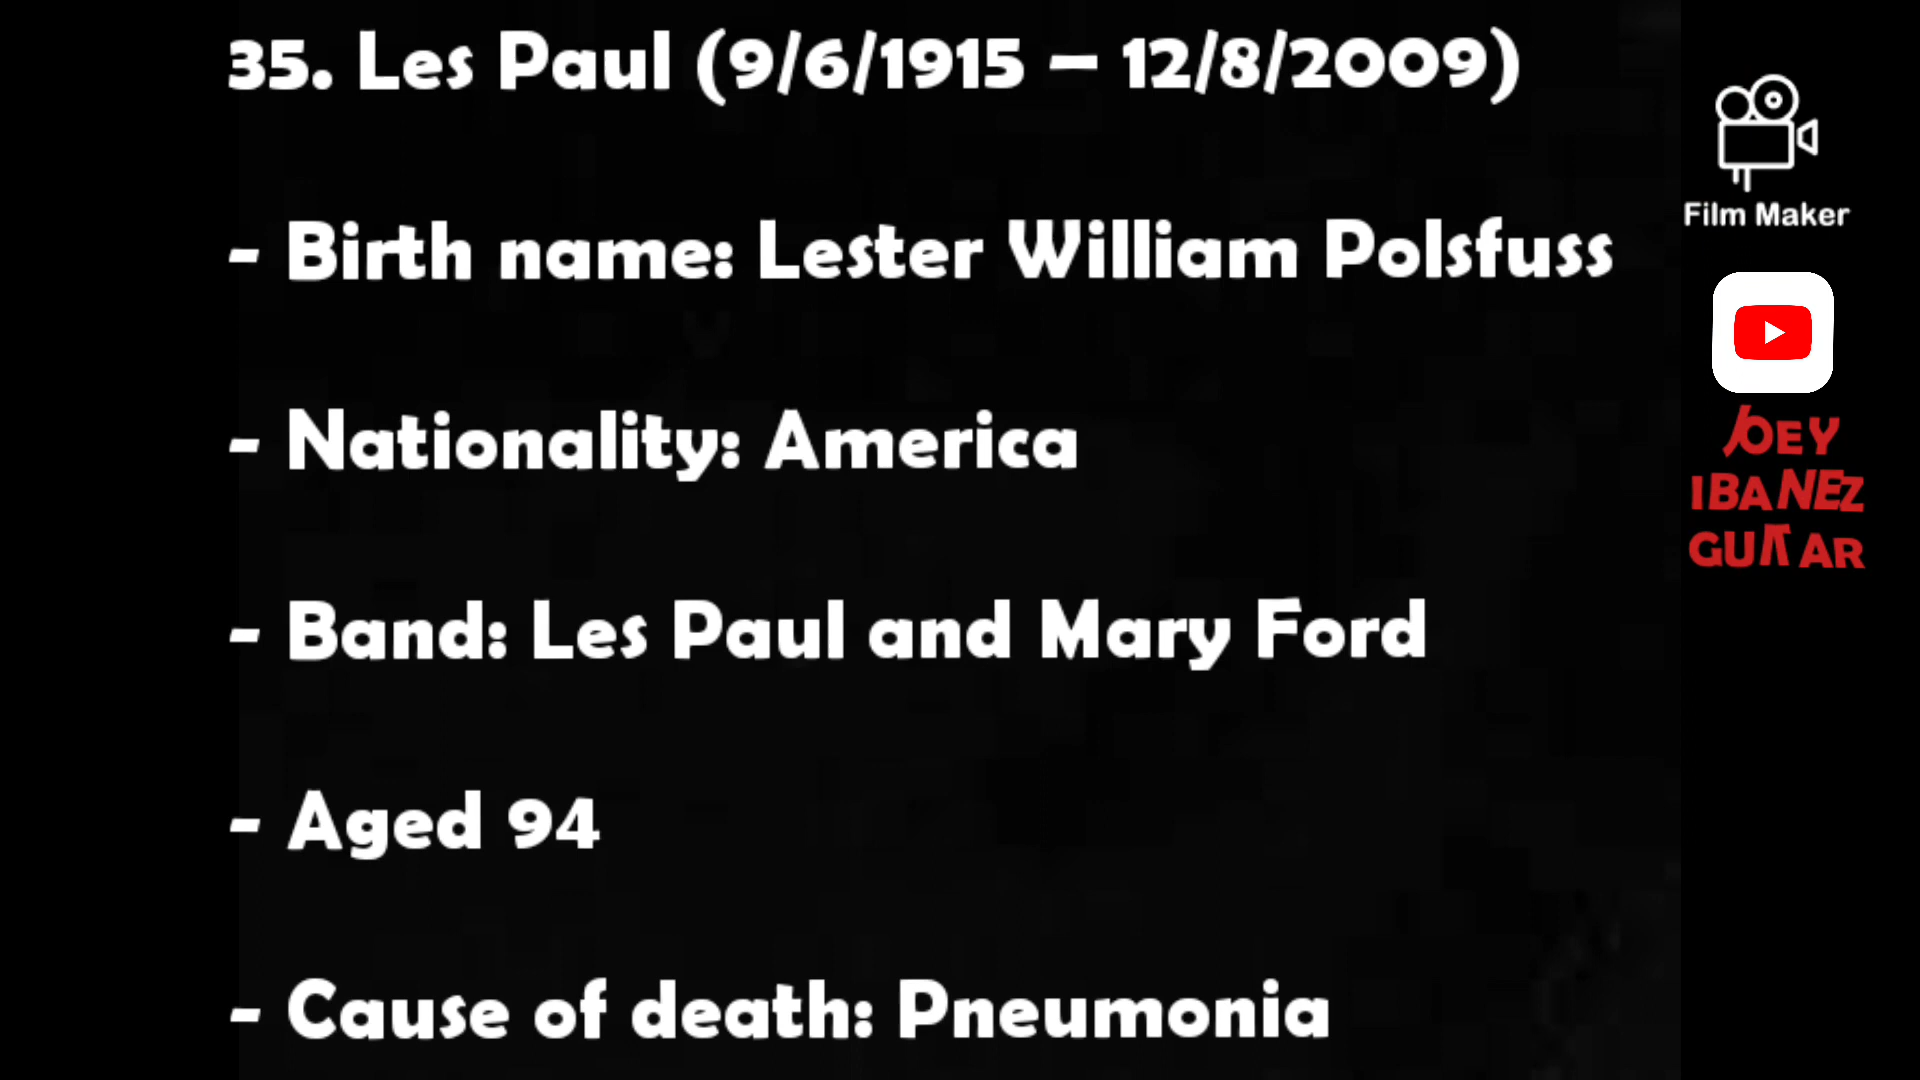 35. Les Paul (9/6/1915 – 12/8/2009)
- Birth name: Lester William Polsfuss
- Nationality: America
- Band: Les Paul and Mary Ford
- Aged 94
- Cause of death: Pneumonia
Film Maker
JOEY
IBANEZ
GUITAR